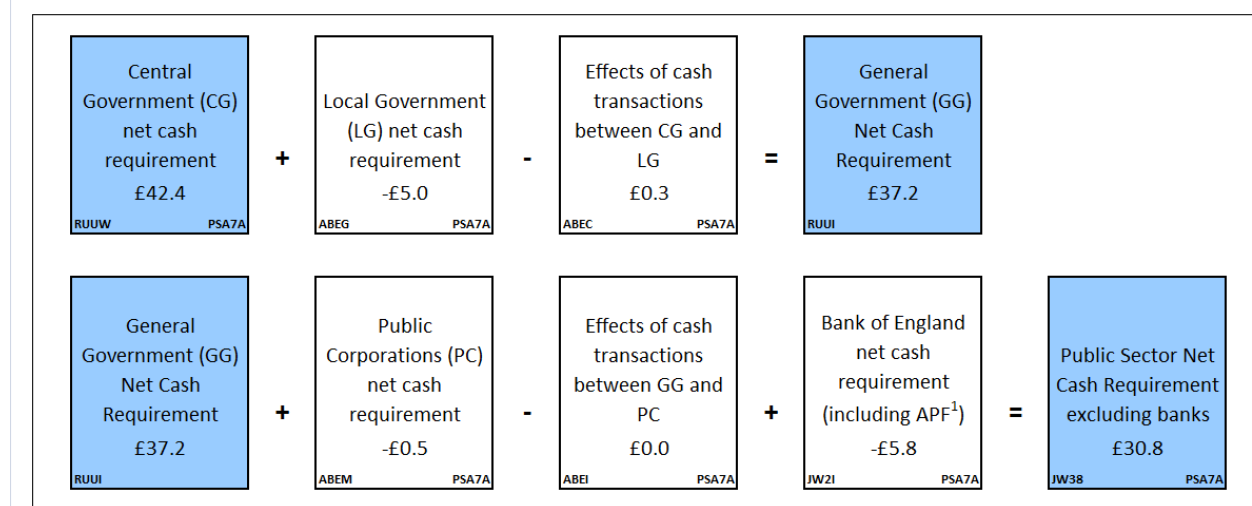 Central
Government (CG)
net cash
requirement
£42.4
RUUW PSA7A
+
Local Government
(LG) net cash
requirement
-£5.0
ABEG PSA7A
-
Effects of cash
transactions
between CG and
LG
£0.3
ABEC PSA7A
=
General
Government (GG)
Net Cash
Requirement
£37.2
RUUI
General
Government (GG)
Net Cash
Requirement
£37.2
RUUI
+
Public
Corporations (PC)
net cash
requirement
-£0.5
ABEM PSA7A
-
Effects of cash
transactions
between GG and
PC
£0.0
ABEI PSA7A
+
Bank of England
net cash
requirement
(including APF¹)
-£5.8
JW2I PSA7A
=
Public Sector Net
Cash Requirement
excluding banks
£30.8
JW38 PSA7A